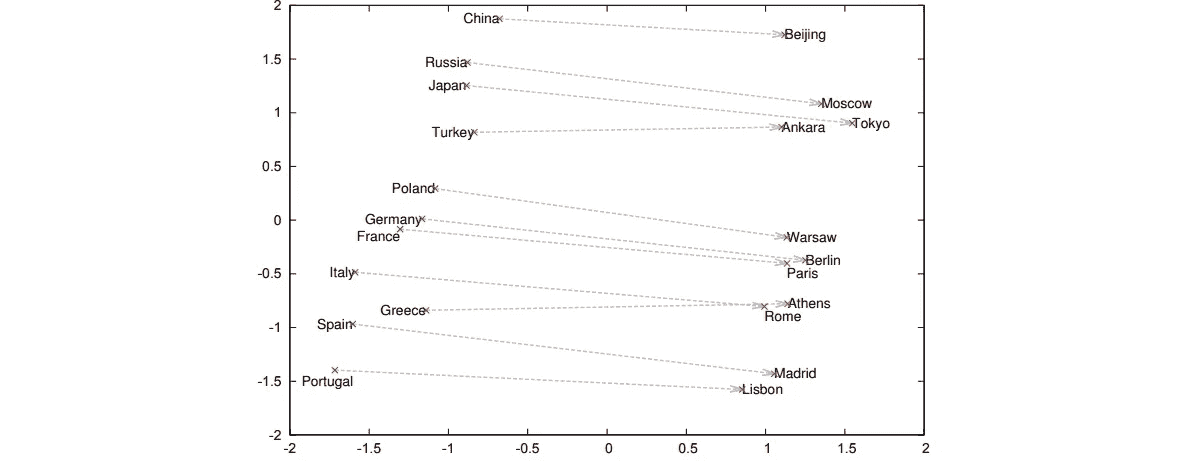 2
China
Beijing
1.5
Russia
Japan
Moscow
1
Tokyo
Turkey
Ankara
0.5
Poland
0
Germany
France
Warsaw
Berlin
-0.5
Italy
Paris
Greece
Athens
Rome
-1
Spain
Madrid
-1.5
Portugal
Lisbon
-2
-2 -1.5 -1 -0.5 0 0.5 1 1.5 2